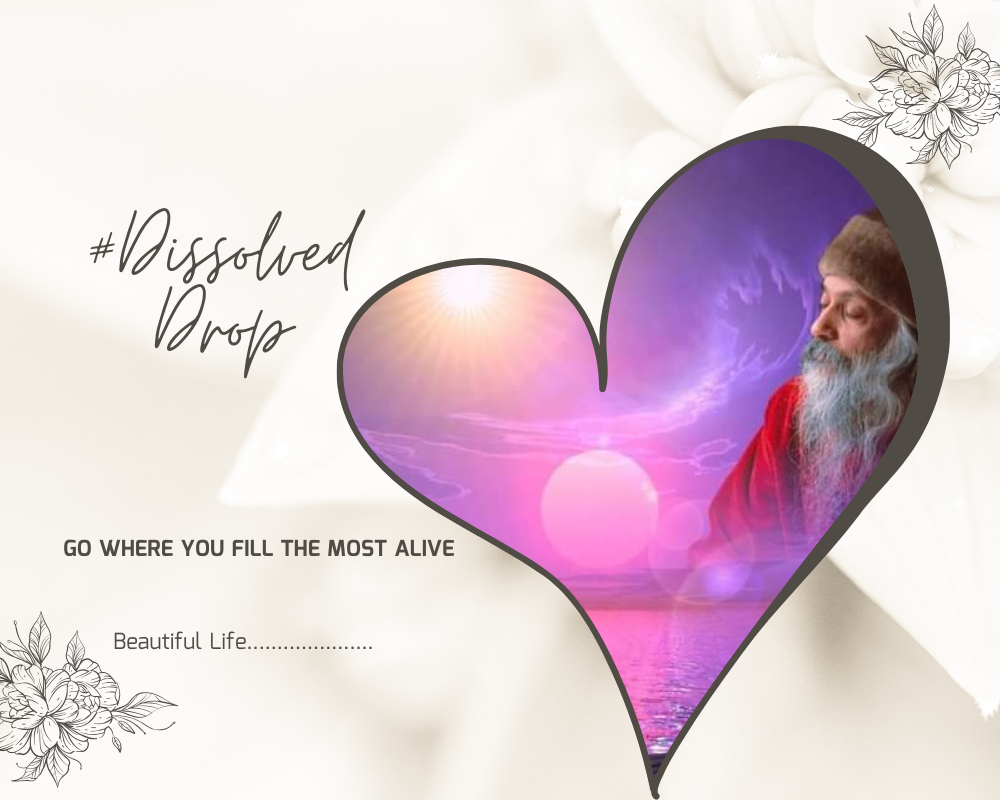 #Dissolved
Drop
GO WHERE YOU FILL THE MOST ALIVE
Beautiful Life.....................